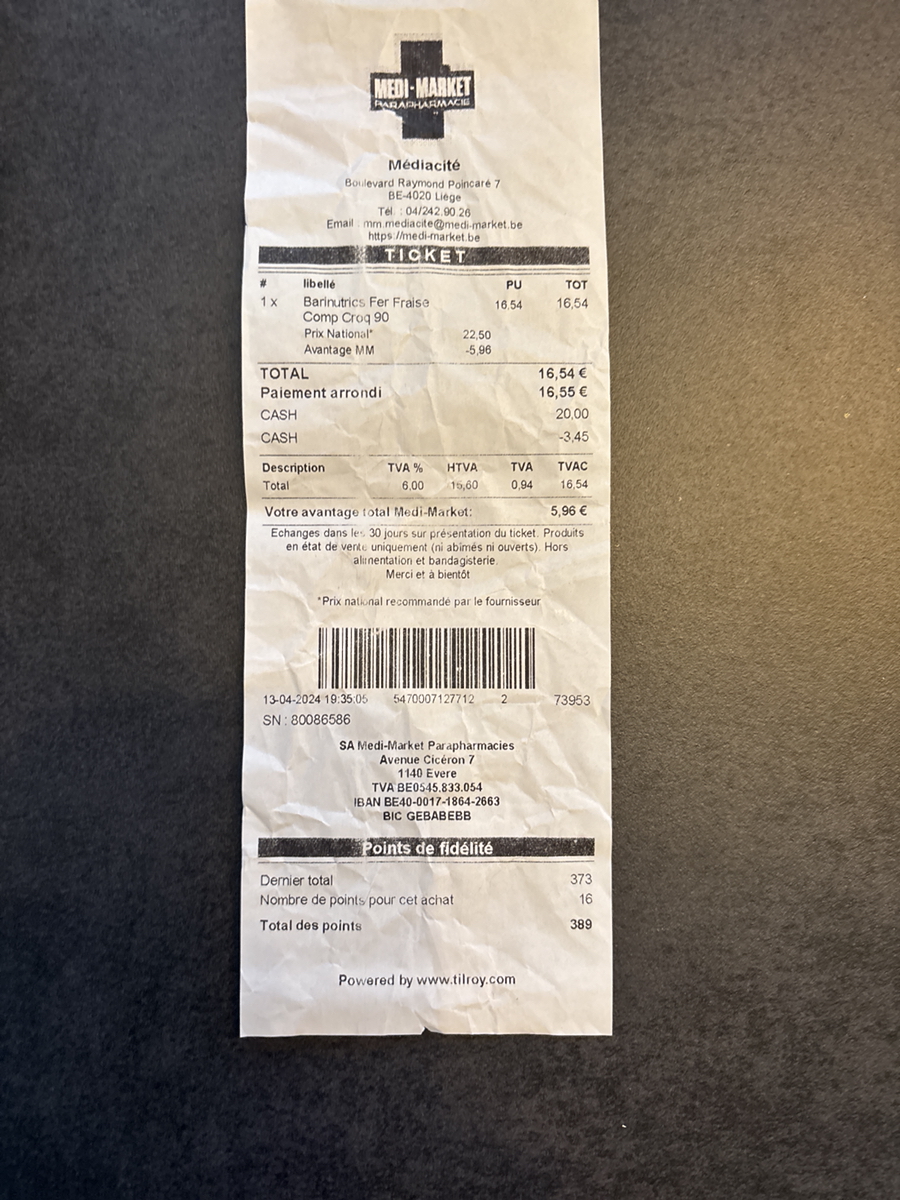 MEDI-MARKET
PARAPHARMACIE
Médiacité
Boulevard Raymond Poincaré 7
BE-4020 Liège
Tél. : 04/242.90.26
Email : mm.mediacite@medi-market.be
https://medi-market.be
TICKET
# libellé PU TOT
1 x Barinutrics Fer Fraise 16,54 16,54
Comp Croq 90
Prix National* 22,50
Avantage MM -5,96
TOTAL 16,54 €
Paiement arrondi 16,55 €
CASH 20,00
CASH -3,45
Description TVA % HTVA TVA TVAC
Total 6,00 15,60 0,94 16,54
Votre avantage total Medi-Market: 5,96 €
Echanges dans les 30 jours sur présentation du ticket. Produits
en état de vente uniquement (ni abîmés ni ouverts). Hors
alimentation et bandagisterie.
Merci et à bientôt
*Prix national recommandé par le fournisseur
13-04-2024 19:35:05 5470007127712 2 73953
SN : 80086586
SA Medi-Market Parapharmacies
Avenue Cicéron 7
1140 Evere
TVA BE0545.833.054
IBAN BE40-0017-1864-2663
BIC GEBABEBB
Points de fidélité
Dernier total 373
Nombre de points pour cet achat 16
Total des points 389
Powered by www.tilroy.com